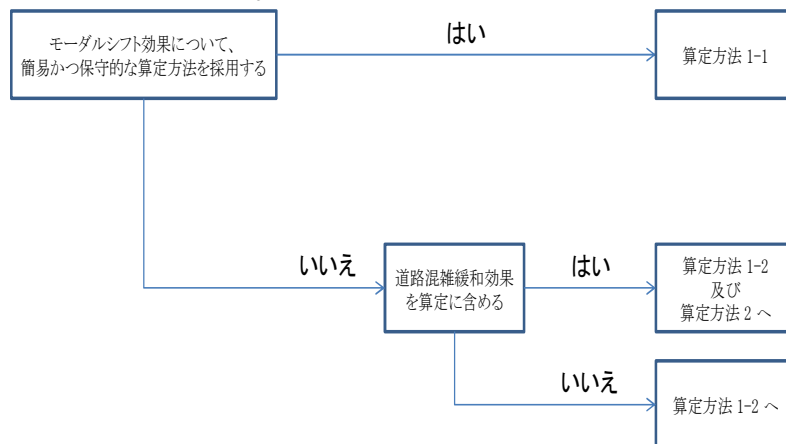 モーダルシフト効果について、
簡易かつ保守的な算定方法を採用する
はい
算定方法 1-1
いいえ
道路混雑緩和効果
を算定に含める
はい
算定方法 1-2
及び
算定方法 2 へ
いいえ
算定方法 1-2 へ